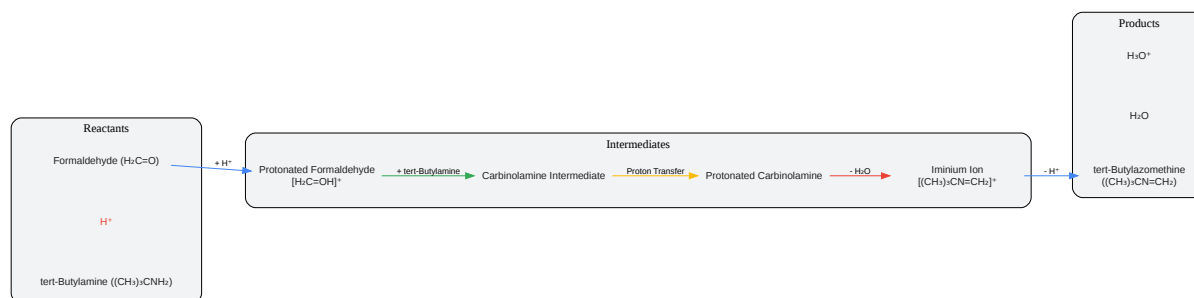 Reactants
Formaldehyde (H₂C=O)
H⁺
tert-Butylamine ((CH₃)₃CNH₂)
+ H⁺
Intermediates
Protonated Formaldehyde
[H₂C=OH]⁺
+ tert-Butylamine
Carbinolamine Intermediate
Proton Transfer
Protonated Carbinolamine
- H₂O
Iminium Ion
[(CH₃)₃CN=CH₂]⁺
- H⁺
Products
H₃O⁺
H₂O
tert-Butylazomethine
((CH₃)₃CN=CH₂)